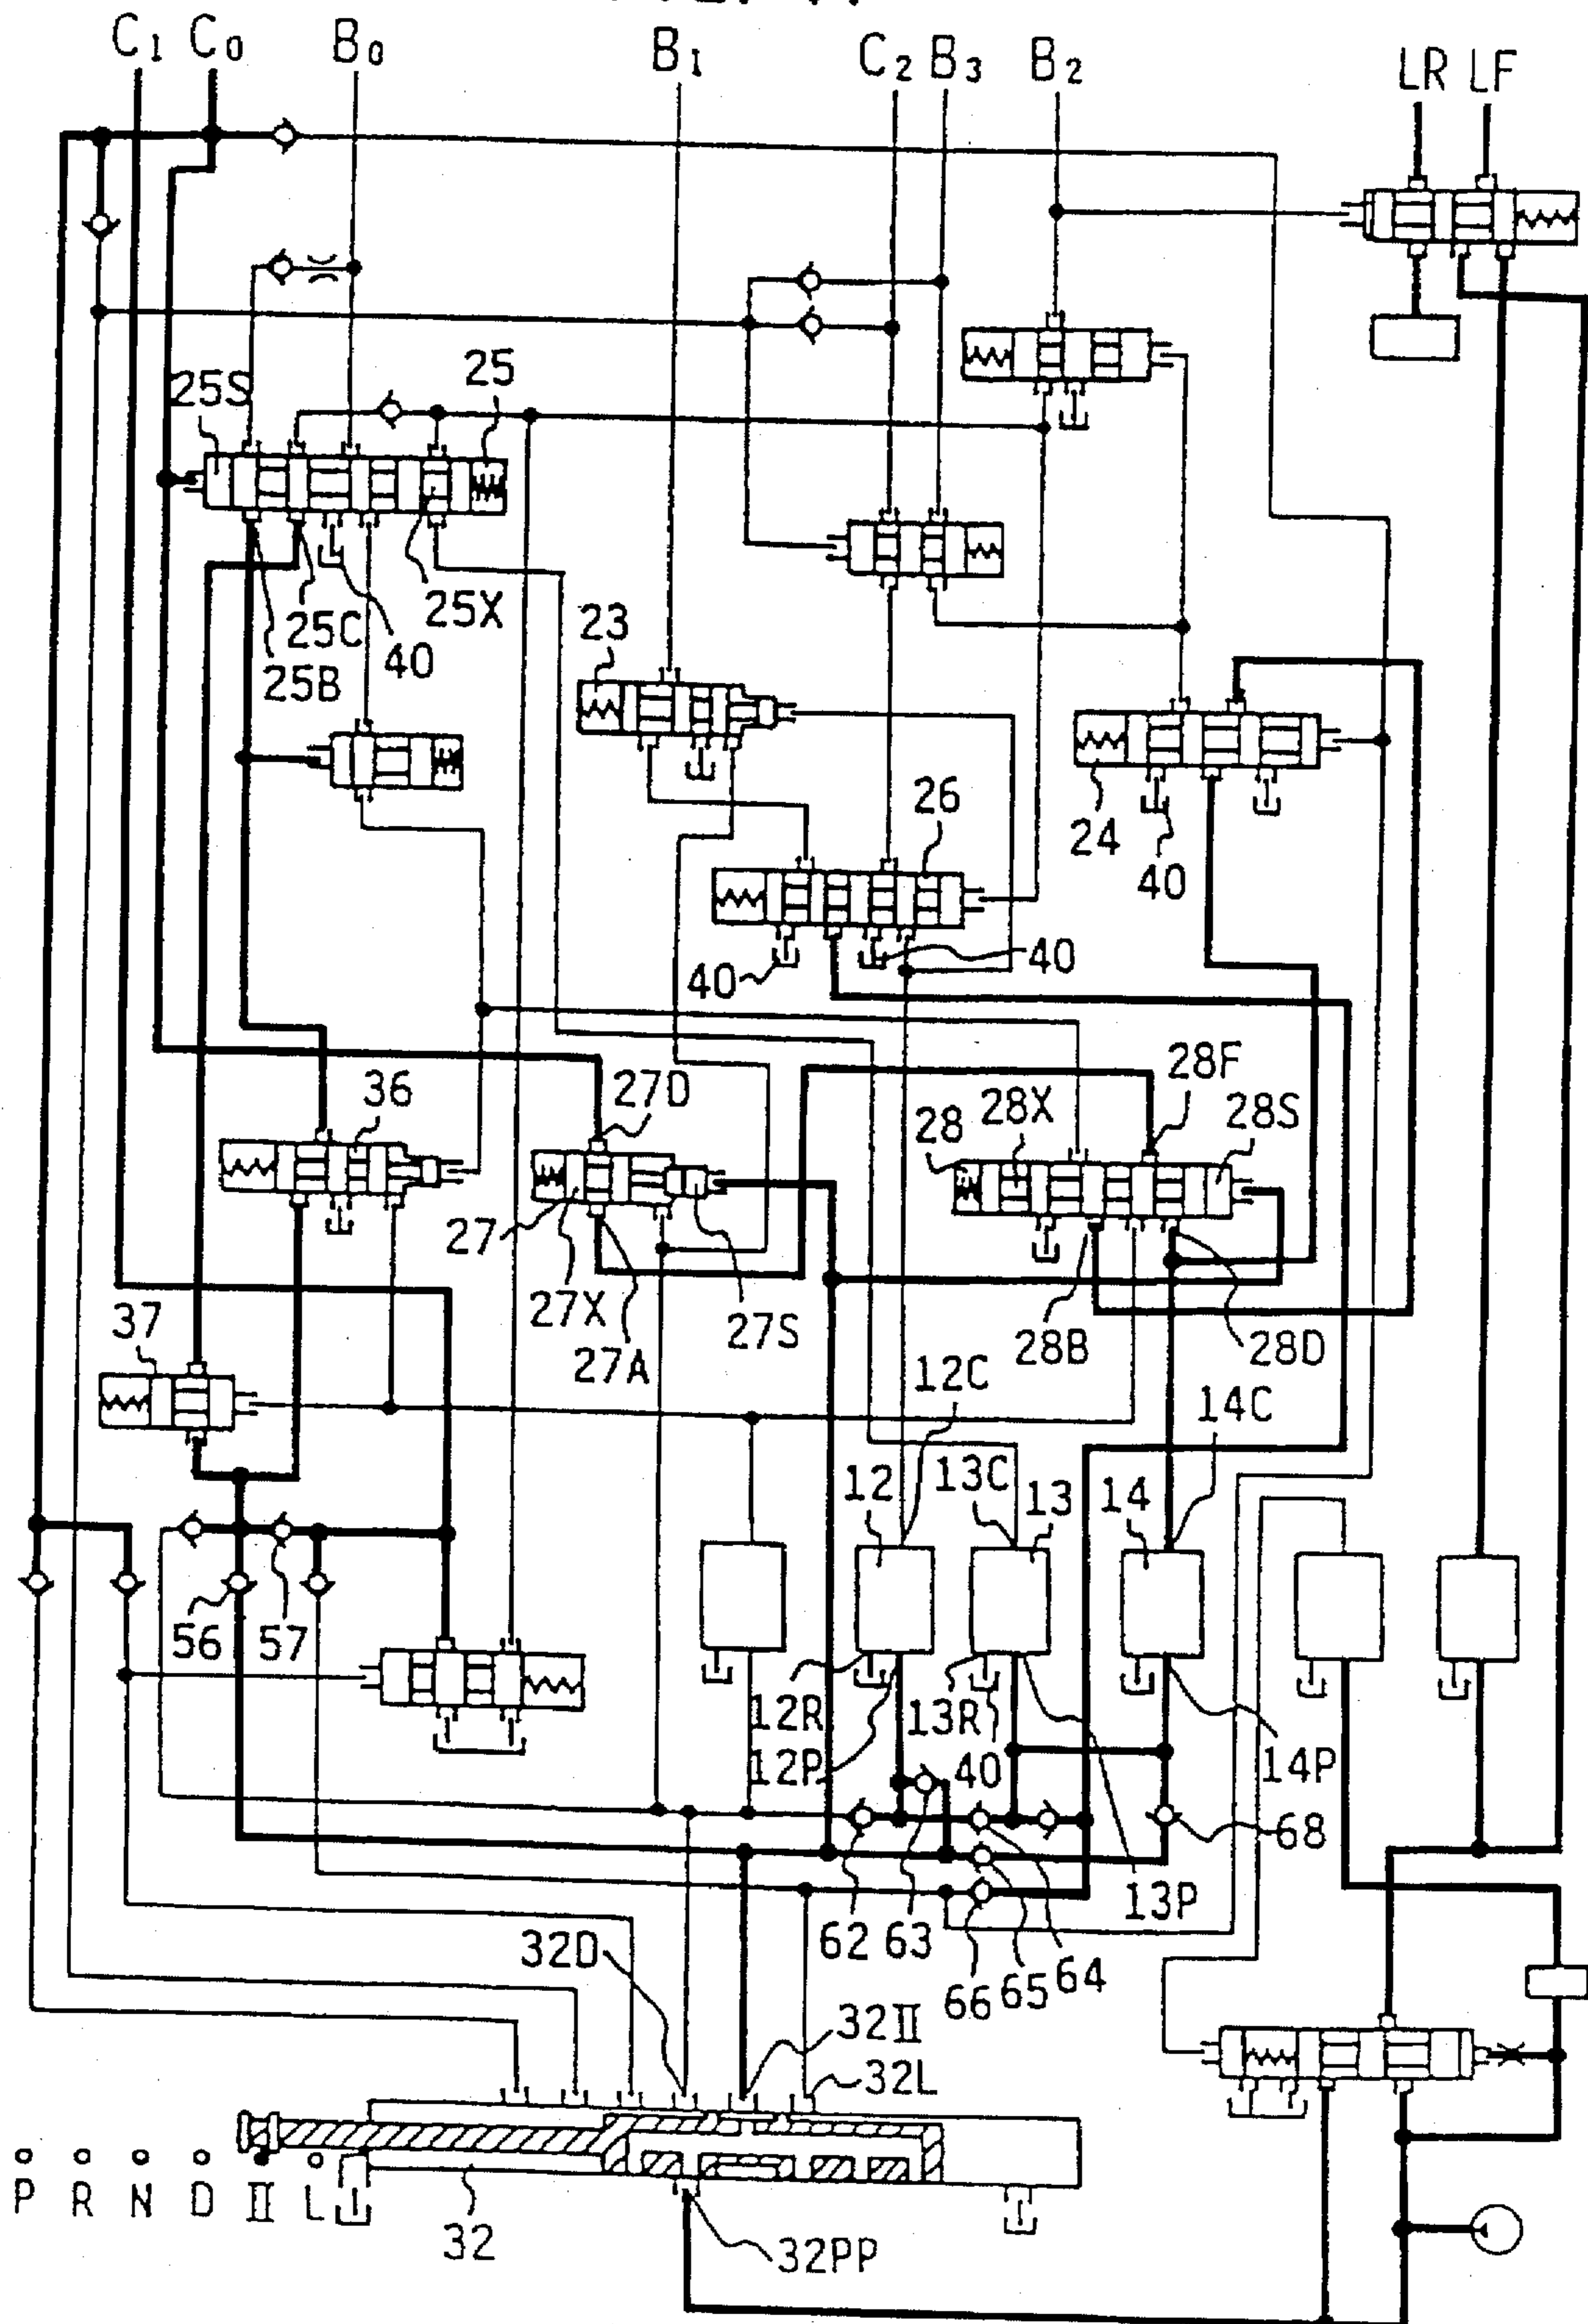 C1 C0 B0 B1 C2 B3 B2 LR LF
25S 25
25C 25X
25B 40
23
24
26
40
40 40
36 27D 28F
28 28X 28S
27
27X 27S
27A 28B 28D
37
12C
14C
12 13C 13 14
56 57
12R 13R
12P 40 14P
68
13P
62 63 66 65 64
32D
32II
32L
P R N D II L
32
32PP